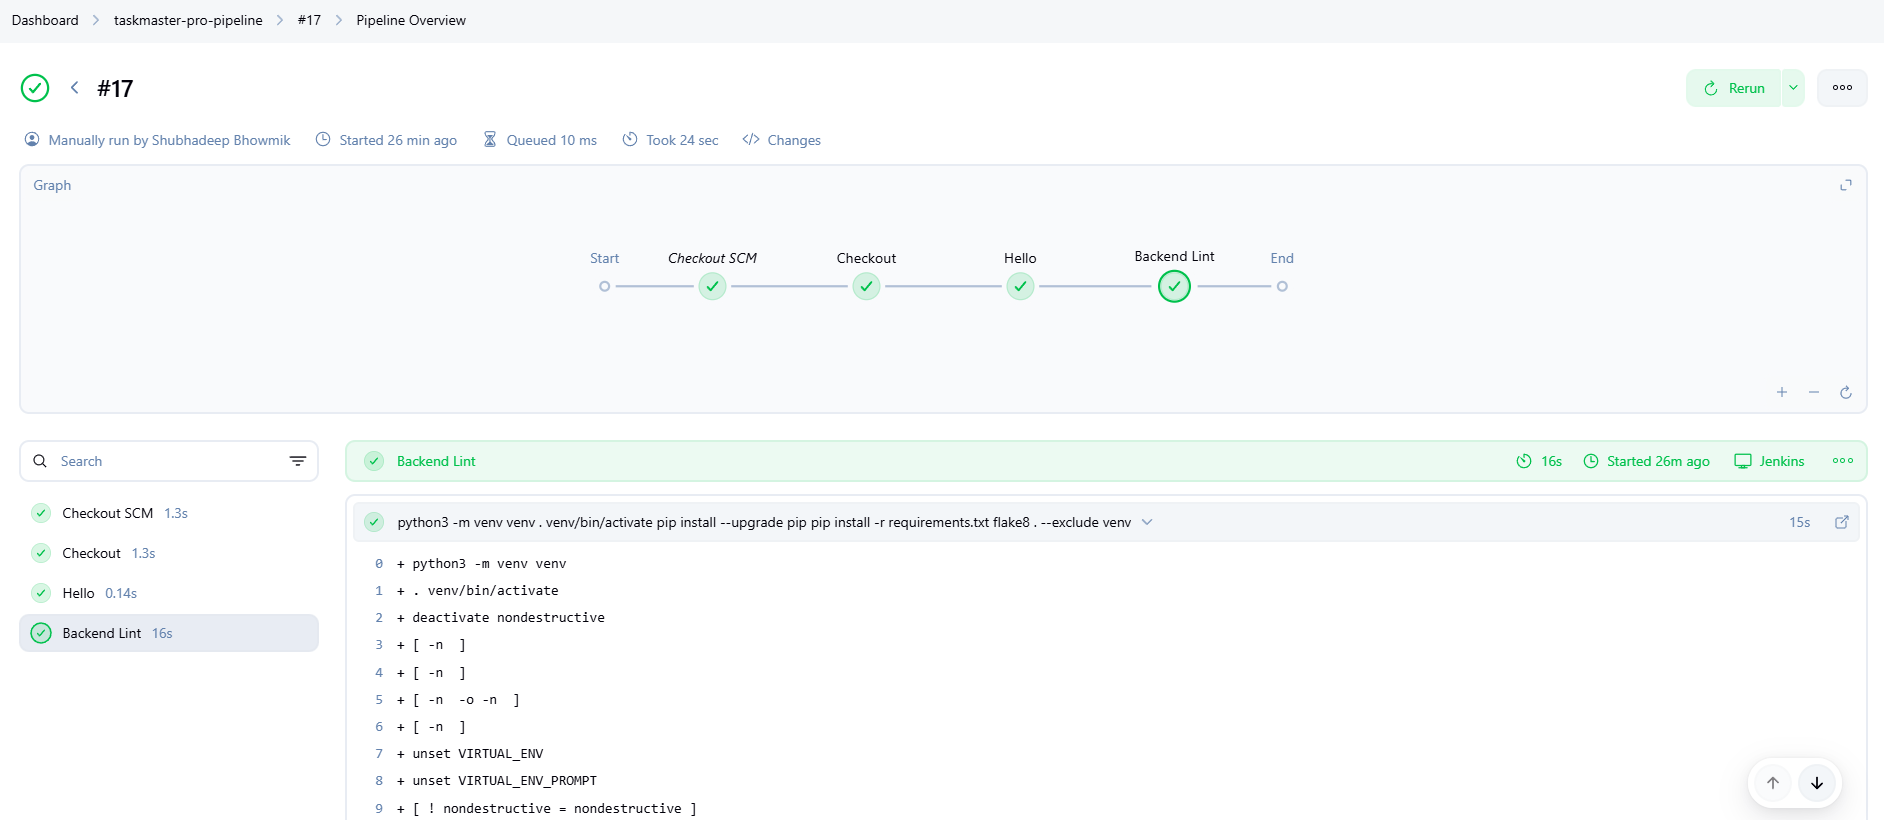 Dashboard taskmaster-pro-pipeline #17 Pipeline Overview
#17
Rerun
Manually run by Shubhadeep Bhowmik Started 26 min ago Queued 10 ms Took 24 sec Changes
Graph
Start Checkout SCM Checkout Hello Backend Lint End
Search
Checkout SCM 1.3s
Checkout 1.3s
Hello 0.14s
Backend Lint 16s
Backend Lint 16s Started 26m ago Jenkins
python3 -m venv venv . venv/bin/activate pip install --upgrade pip pip install -r requirements.txt flake8 . --exclude venv 15s
0 + python3 -m venv venv
1 + . venv/bin/activate
2 + deactivate nondestructive
3 + [ -n  ]
4 + [ -n  ]
5 + [ -n  -o -n  ]
6 + [ -n  ]
7 + unset VIRTUAL_ENV
8 + unset VIRTUAL_ENV_PROMPT
9 + [ ! nondestructive = nondestructive ]